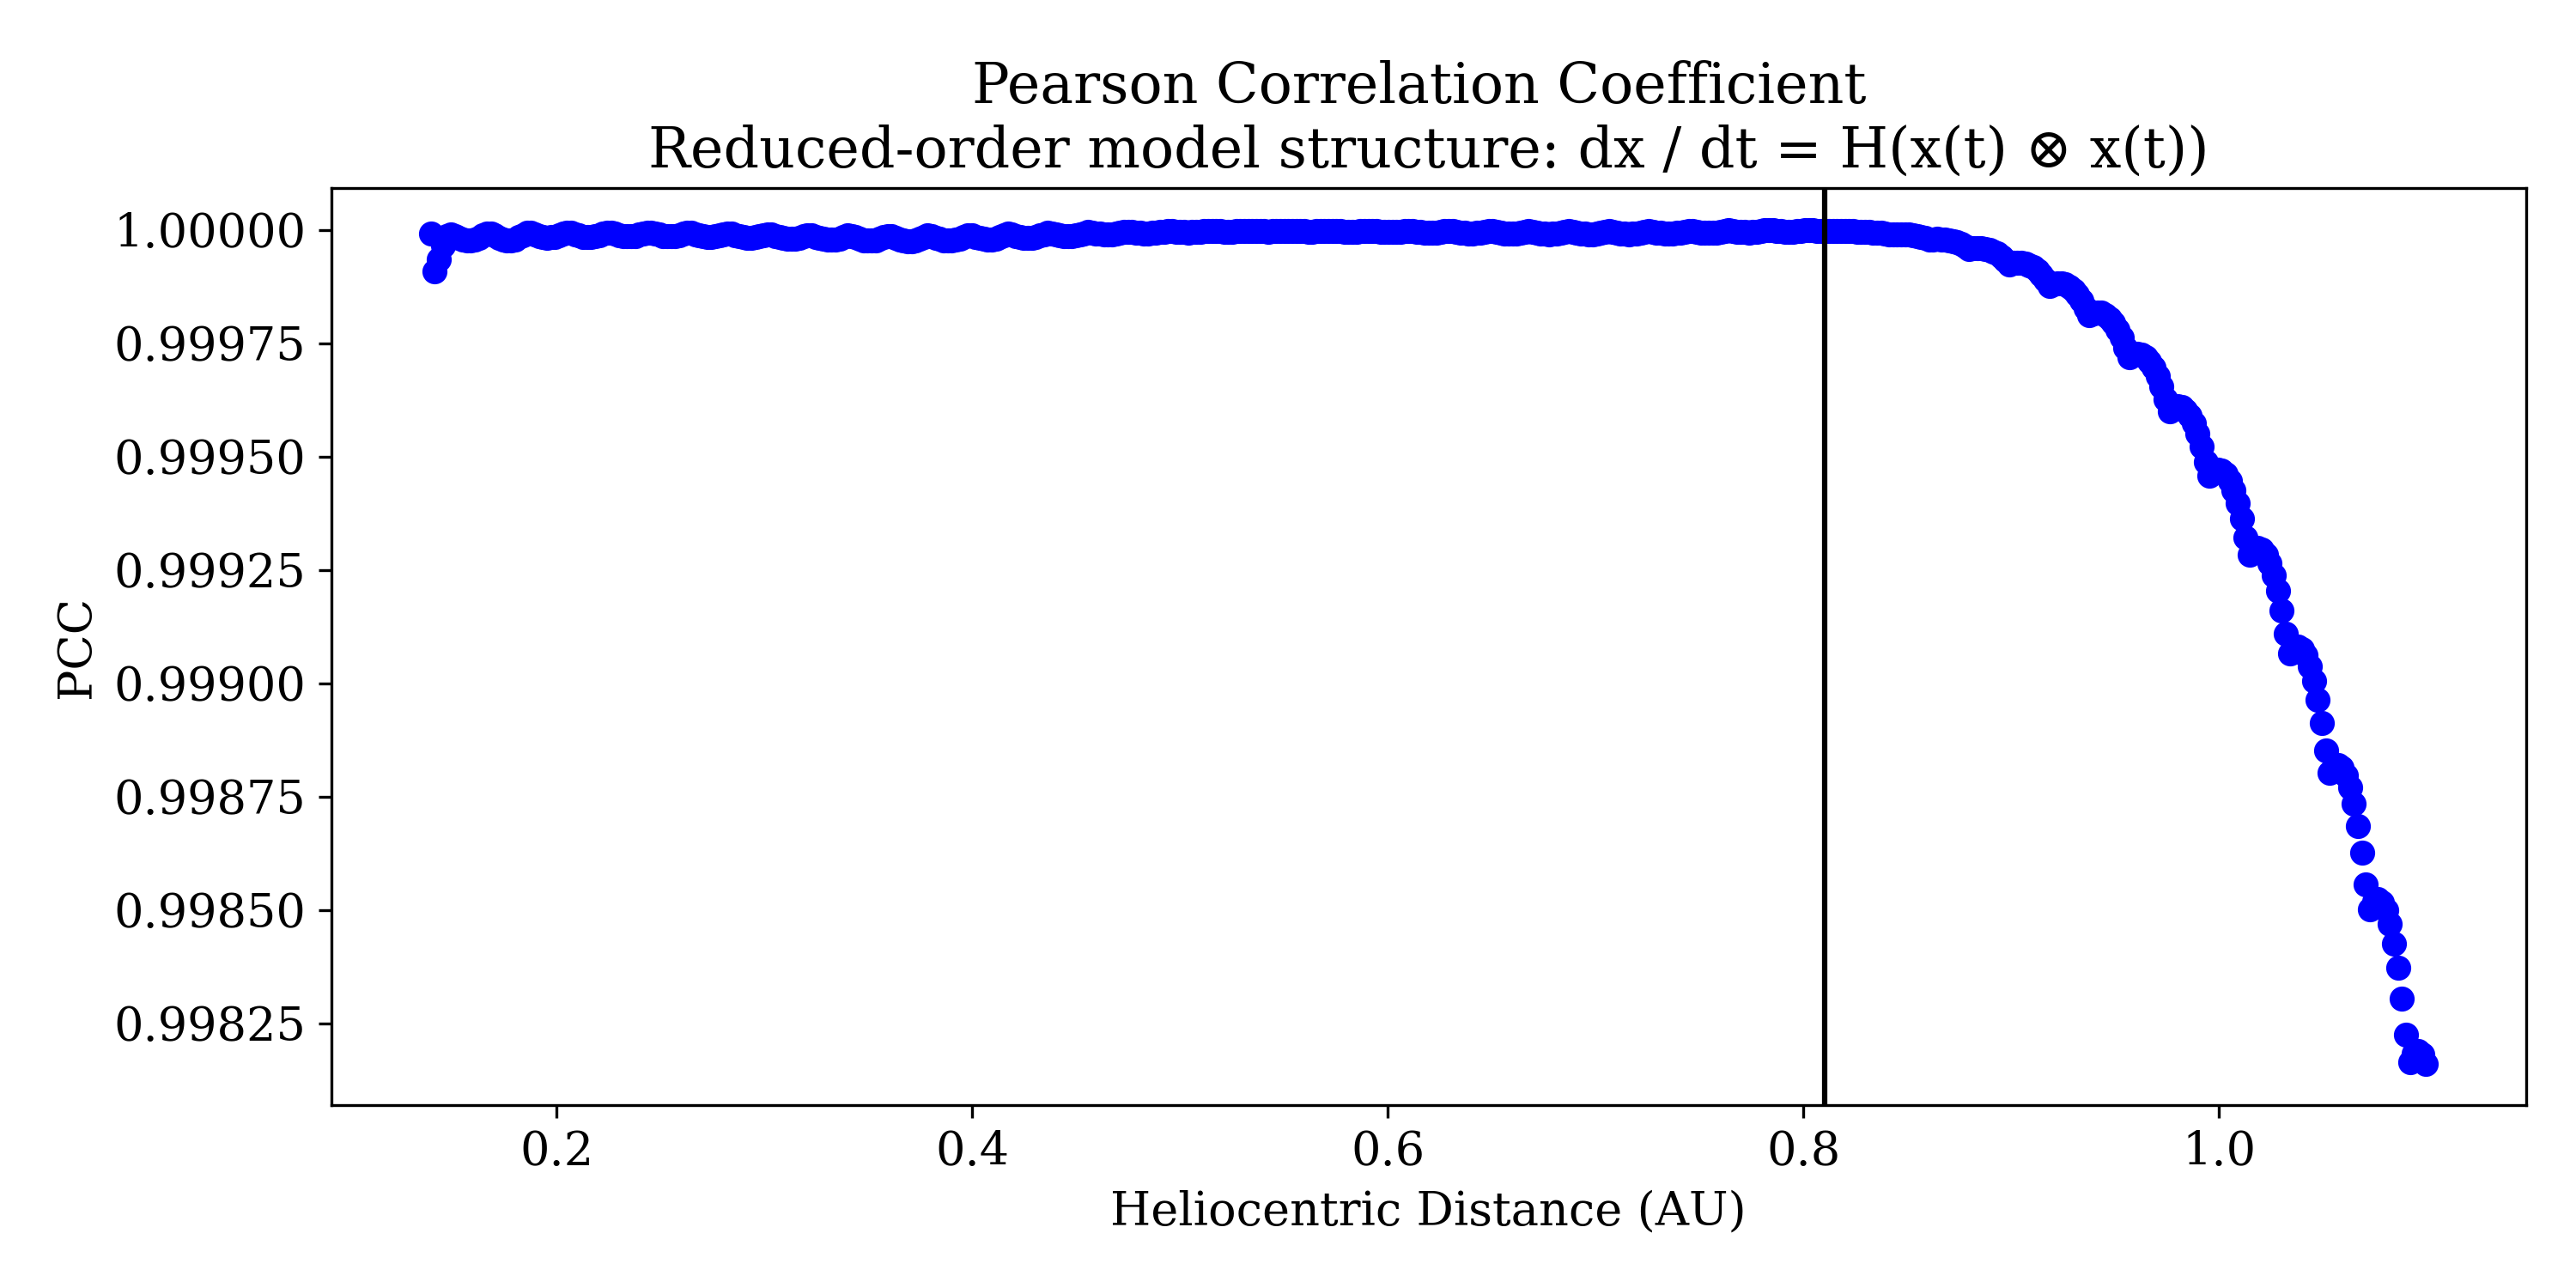 Pearson Correlation Coefficient
Reduced-order model structure: dx / dt = H(x(t) ⊗ x(t))
1.00000
0.99975
0.99950
0.99925
0.99900
0.99875
0.99850
0.99825
PCC
0.2 0.4 0.6 0.8 1.0
Heliocentric Distance (AU)